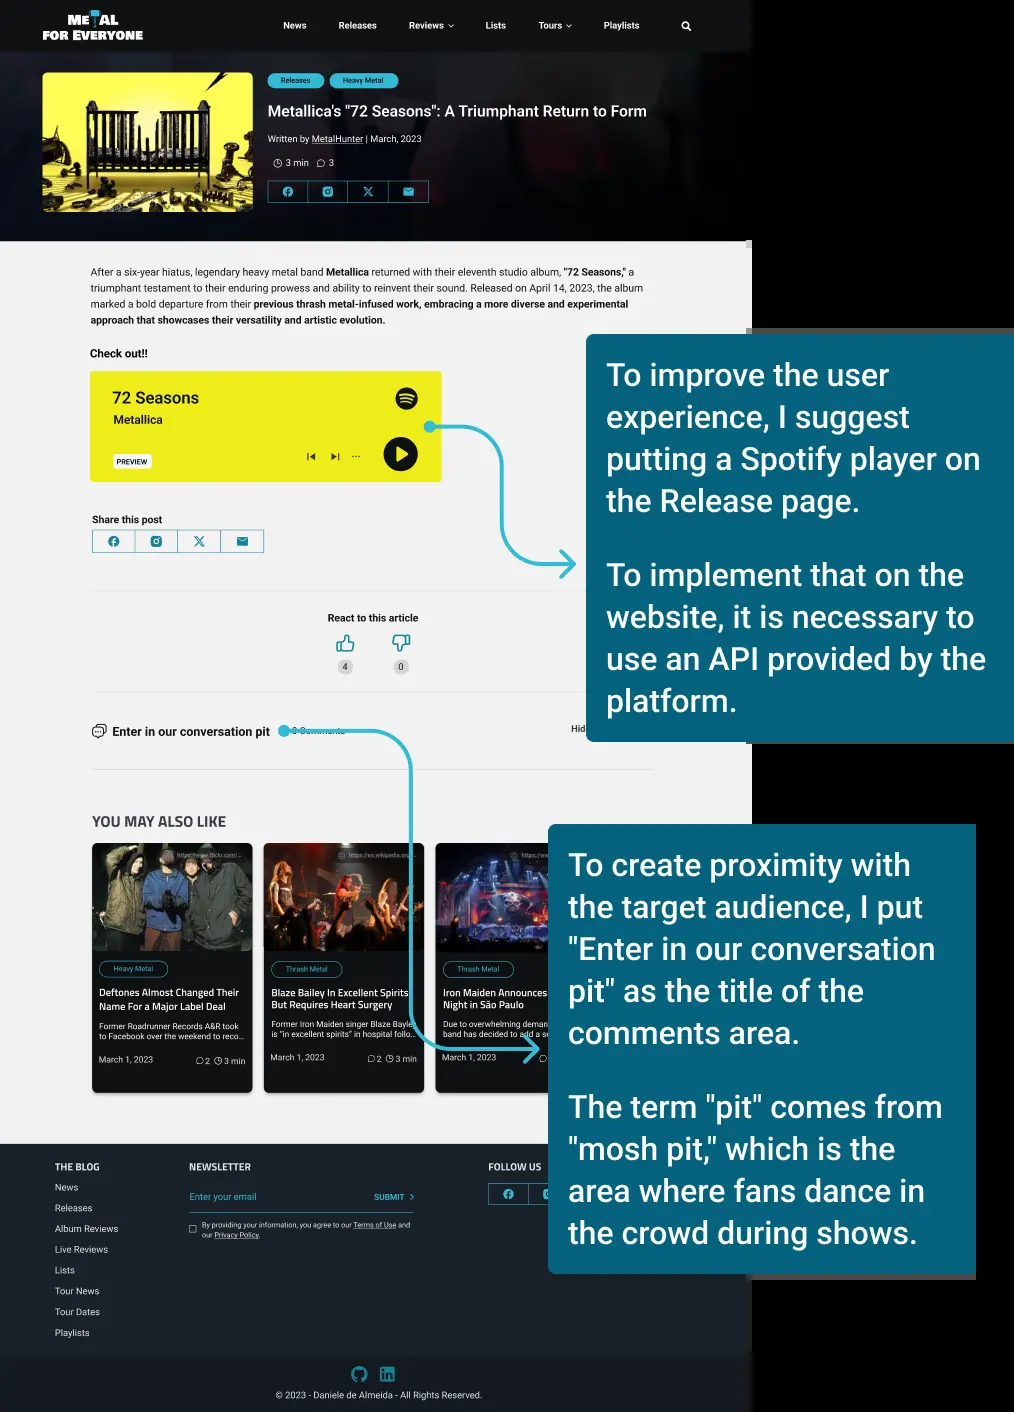 METAL
FOR EVERYONE
News
Releases
Reviews
Lists
Tours
Playlists
Releases
Heavy Metal
Metallica's "72 Seasons": A Triumphant Return to Form
Written by MetalHunter | March, 2023
3 min
3
After a six-year hiatus, legendary heavy metal band Metallica returned with their eleventh studio album, "72 Seasons," a
triumphant testament to their enduring prowess and ability to reinvent their sound. Released on April 14, 2023, the album
marked a bold departure from their previous thrash metal-infused work, embracing a more diverse and experimental
approach that showcases their versatility and artistic evolution.
Check out!!
72 Seasons
Metallica
PREVIEW
To improve the user
experience, I suggest
putting a Spotify player on
the Release page.
To implement that on the
website, it is necessary to
use an API provided by the
platform.
Share this post
React to this article
4
0
Enter in our conversation pit
Comments
Hid
YOU MAY ALSO LIKE
https://www.flickr.com/...
https://es.wikipedia.org...
Heavy Metal
Deftones Almost Changed Their
Name For a Major Label Deal
Former Roadrunner Records A&R took
to Facebook over the weekend to reco...
March 1, 2023
2
3 min
Thrash Metal
Blaze Bailey In Excellent Spirits
But Requires Heart Surgery
Former Iron Maiden singer Blaze Bayle
is "in excellent spirits" in hospital follo...
March 1, 2023
2
3 min
Thrash Metal
Iron Maiden Announces
Night in São Paulo
Due to overwhelming deman
band has decided to add a s
March 1, 2023
To create proximity with
the target audience, I put
"Enter in our conversation
pit" as the title of the
comments area.
The term "pit" comes from
"mosh pit," which is the
area where fans dance in
the crowd during shows.
THE BLOG
News
Releases
Album Reviews
Live Reviews
Lists
Tour News
Tour Dates
Playlists
NEWSLETTER
Enter your email
SUBMIT
By providing your information, you agree to our Terms of Use and
our Privacy Policy.
FOLLOW US
© 2023 - Daniele de Almeida - All Rights Reserved.